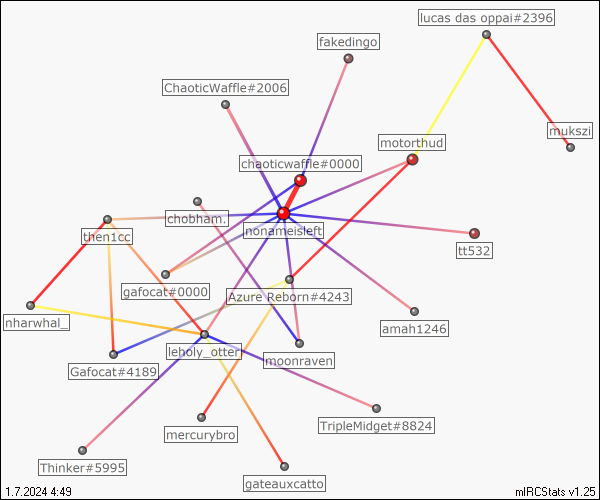 lucas das oppai#2396
fakedingo
ChaoticWaffle#2006
mukszi
motorthud
chaoticwaffle#0000
chobham.
nonameisleft
then1cc
tt532
gafocat#0000
Azure Reborn#4243
nharwhal_
amah1246
leholy_otter
moonraven
Gafocat#4189
TripleMidget#8824
mercurybro
Thinker#5995
gateauxcatto
1.7.2024 4:49
mIRCStats v1.25